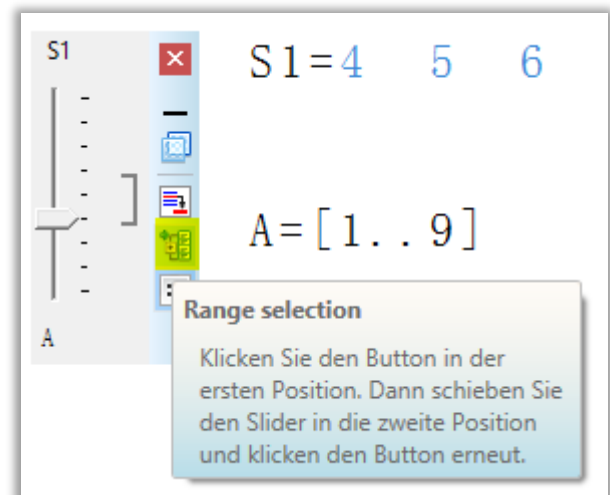 S1
S1=4 5 6
A=[1..9]
A
Range selection
Klicken Sie den Button in der
ersten Position. Dann schieben Sie
den Slider in die zweite Position
und klicken den Button erneut.